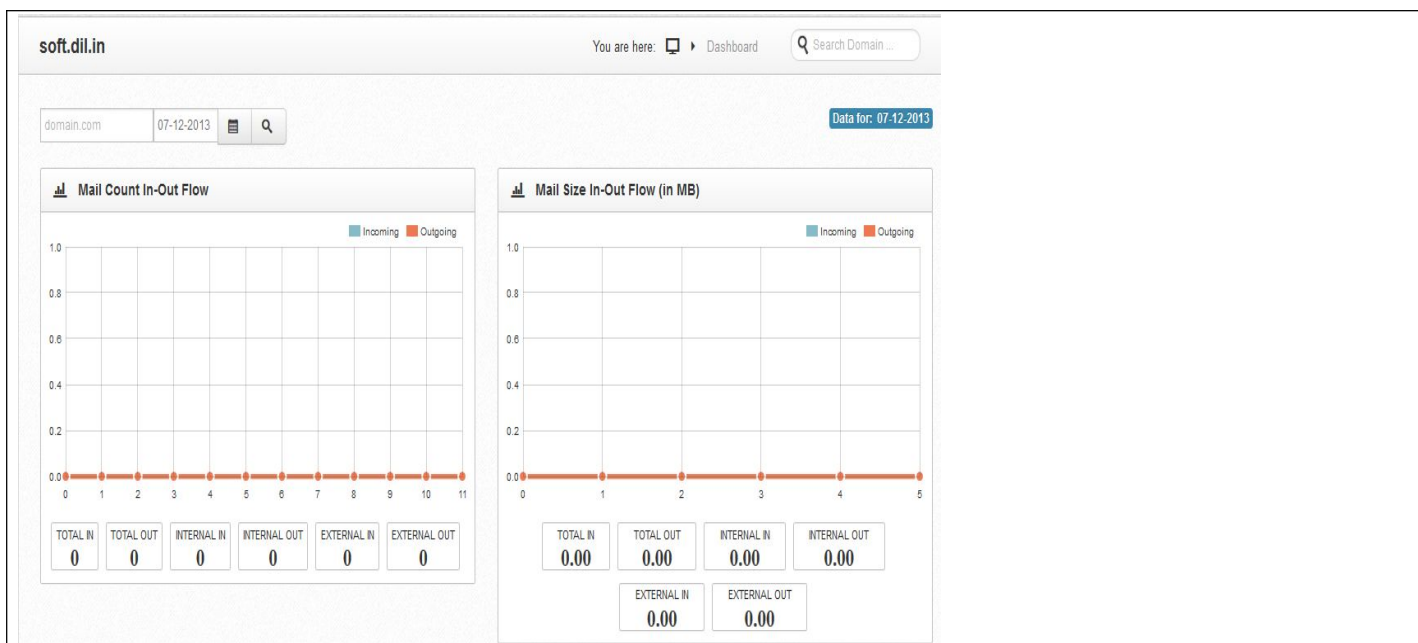 soft.dil.in
You are here: Dashboard
Search Domain ...
domain.com 07-12-2013
Data for: 07-12-2013
Mail Count In-Out Flow
Incoming Outgoing
1.0
0.8
0.6
0.4
0.2
0.0
0 1 2 3 4 5 6 7 8 9 10 11
TOTAL IN TOTAL OUT INTERNAL IN INTERNAL OUT EXTERNAL IN EXTERNAL OUT
0 0 0 0 0 0
Mail Size In-Out Flow (in MB)
Incoming Outgoing
1.0
0.8
0.6
0.4
0.2
0.0
0 1 2 3 4 5
TOTAL IN TOTAL OUT INTERNAL IN INTERNAL OUT
0.00 0.00 0.00 0.00
EXTERNAL IN EXTERNAL OUT
0.00 0.00